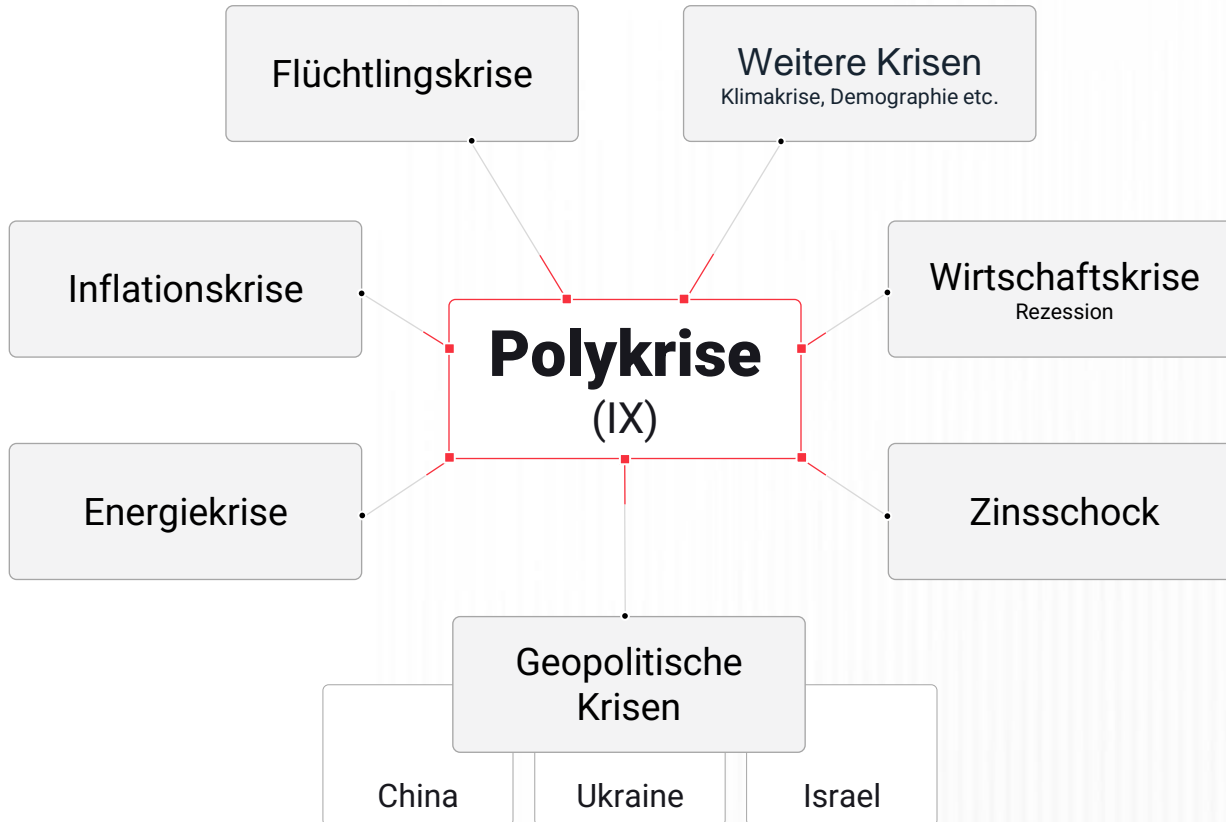 Flüchtlingskrise
Weitere Krisen
Klimakrise, Demographie etc.
Inflationskrise
Wirtschaftskrise
Rezession
Polykrise
(IX)
Energiekrise
Zinsschock
Geopolitische
Krisen
China
Ukraine
Israel